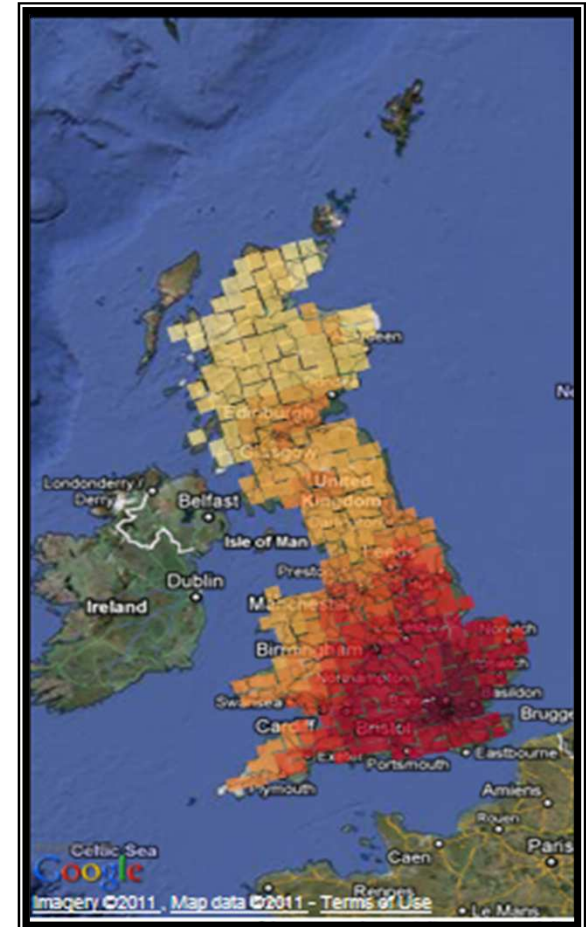 Edinburgh
Glasgow
Londonderry /
Derry
Belfast
United
Kingdom
Isle of Man
Leeds
Dublin
Ireland
Manchester
Norwich
Birmingham
Northampton
Ipswich
Swansea
Basildon
Brugge
Cardiff
Bristol
Exeter
Portsmouth
Eastbourne
Plymouth
Amiens
Rouen
Celtic Sea
Caen
Paris
Google
Rennes
Le Mans
Imagery ©2011 , Map data ©2011 - Terms of Use